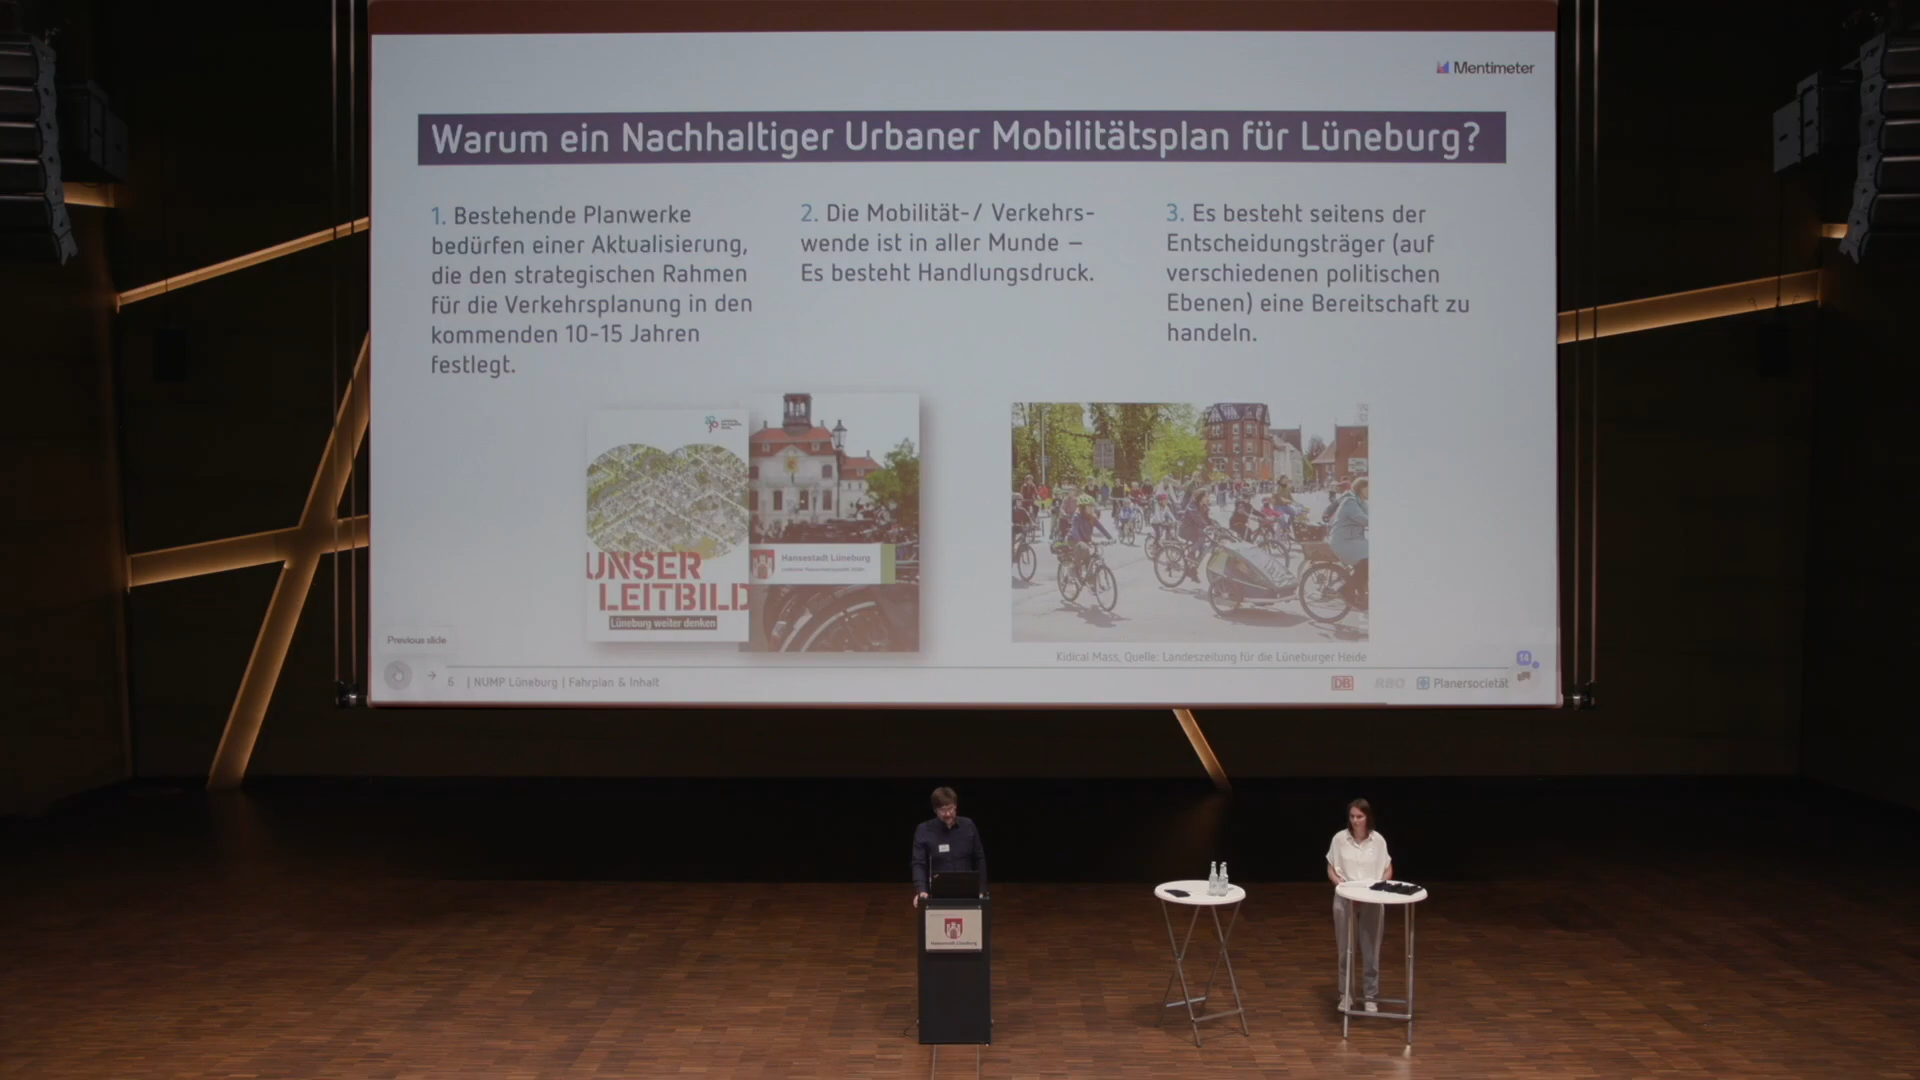 Mentimeter
Warum ein Nachhaltiger Urbaner Mobilitätsplan für Lüneburg?
1. Bestehende Planwerke
bedürfen einer Aktualisierung,
die den strategischen Rahmen
für die Verkehrsplanung in den
kommenden 10-15 Jahren
festlegt.
2. Die Mobilität-/ Verkehrs-
wende ist in aller Munde –
Es besteht Handlungsdruck.
3. Es besteht seitens der
Entscheidungsträger (auf
verschiedenen politischen
Ebenen) eine Bereitschaft zu
handeln.
UNSER
LEITBILD
Lüneburg weiter denken
Hansestadt Lüneburg
Kidical Mass, Quelle: Landeszeitung für die Lüneburger Heide
Previous slide
6 | NUMP Lüneburg | Fahrplan & Inhalt
DB
RBO
Planersocietät
14
Hansestadt Lüneburg